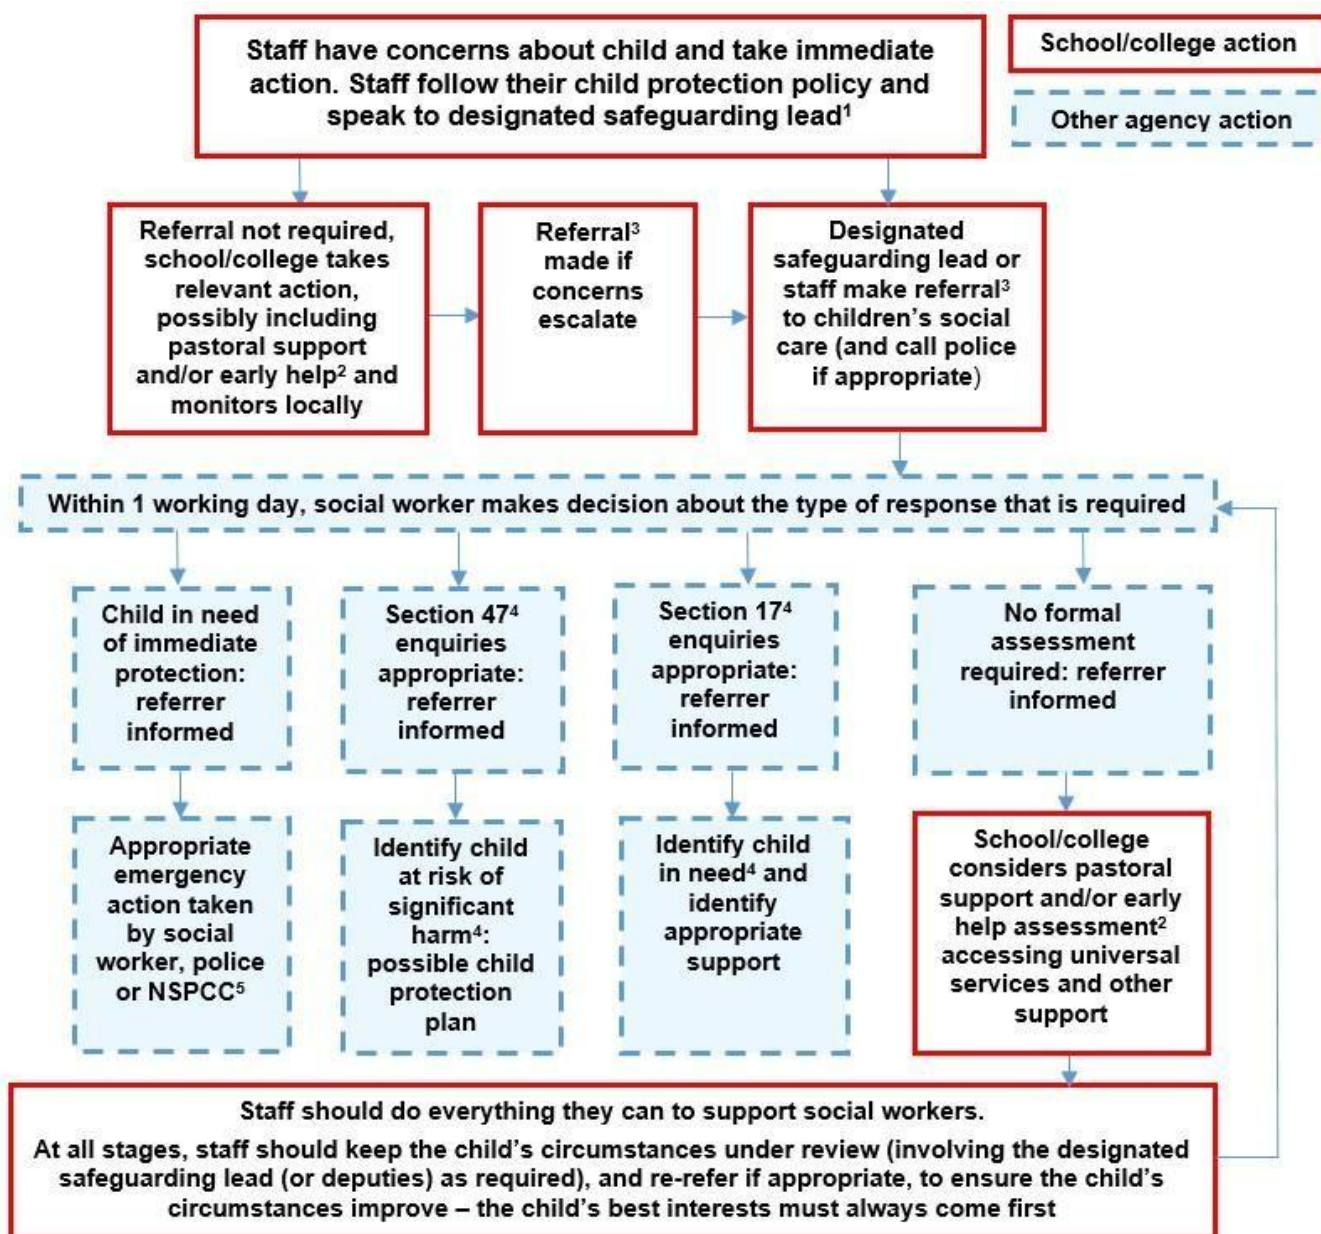 Staff have concerns about child and take immediate
action. Staff follow their child protection policy and
speak to designated safeguarding lead¹
School/college action
Other agency action
Referral not required,
school/college takes
relevant action,
possibly including
pastoral support
and/or early help² and
monitors locally
Referral³
made if
concerns
escalate
Designated
safeguarding lead or
staff make referral³
to children’s social
care (and call police
if appropriate)
Within 1 working day, social worker makes decision about the type of response that is required
Child in need
of immediate
protection:
referrer
informed
Section 47⁴
enquiries
appropriate:
referrer
informed
Section 17⁴
enquiries
appropriate:
referrer
informed
No formal
assessment
required: referrer
informed
Appropriate
emergency
action taken
by social
worker, police
or NSPCC⁵
Identify child
at risk of
significant
harm⁴:
possible child
protection
plan
Identify child
in need⁴ and
identify
appropriate
support
School/college
considers pastoral
support and/or early
help assessment²
accessing universal
services and other
support
Staff should do everything they can to support social workers.
At all stages, staff should keep the child’s circumstances under review (involving the designated
safeguarding lead (or deputies) as required), and re-refer if appropriate, to ensure the child’s
circumstances improve – the child’s best interests must always come first